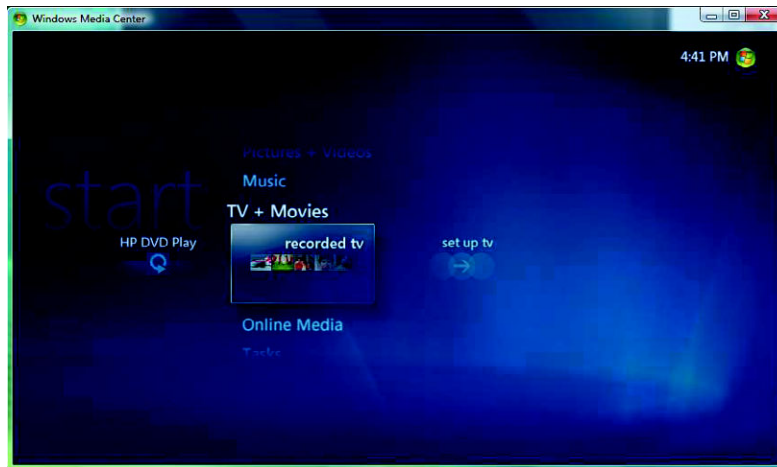 Windows Media Center
4:41 PM
start
Pictures + Videos
Music
TV + Movies
HP DVD Play
recorded tv
set up tv
Online Media
Tasks